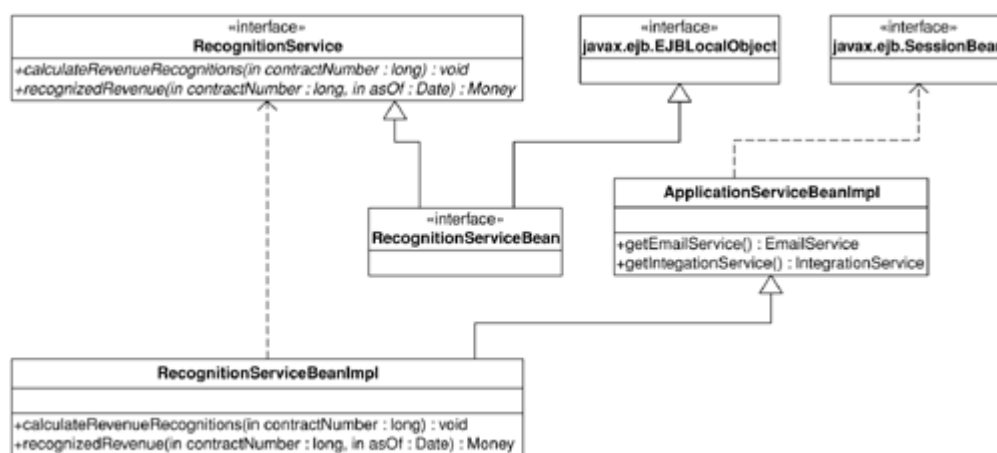 «interface»
RecognitionService
+calculateRevenueRecognitions(in contractNumber : long) : void
+recognizedRevenue(in contractNumber : long, in asOf : Date) : Money
«interface»
javax.ejb.EJBLocalObject
«interface»
javax.ejb.SessionBean
«interface»
RecognitionServiceBean
ApplicationServiceBeanImpl
+getEmailService() : EmailService
+getIntegationService() : IntegrationService
RecognitionServiceBeanImpl
+calculateRevenueRecognitions(in contractNumber : long) : void
+recognizedRevenue(in contractNumber : long, in asOf : Date) : Money